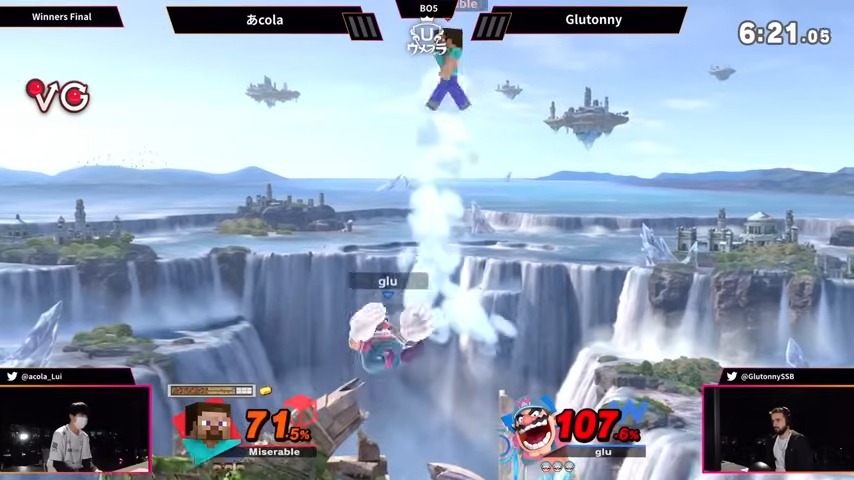 Winners Final
あcola
BO5
Glutonny
ble
U
ウメブラ
6:21.05
VG
glu
@acola_Lui
@GlutonnySSB
71.5%
Miserable
107.6%
glu